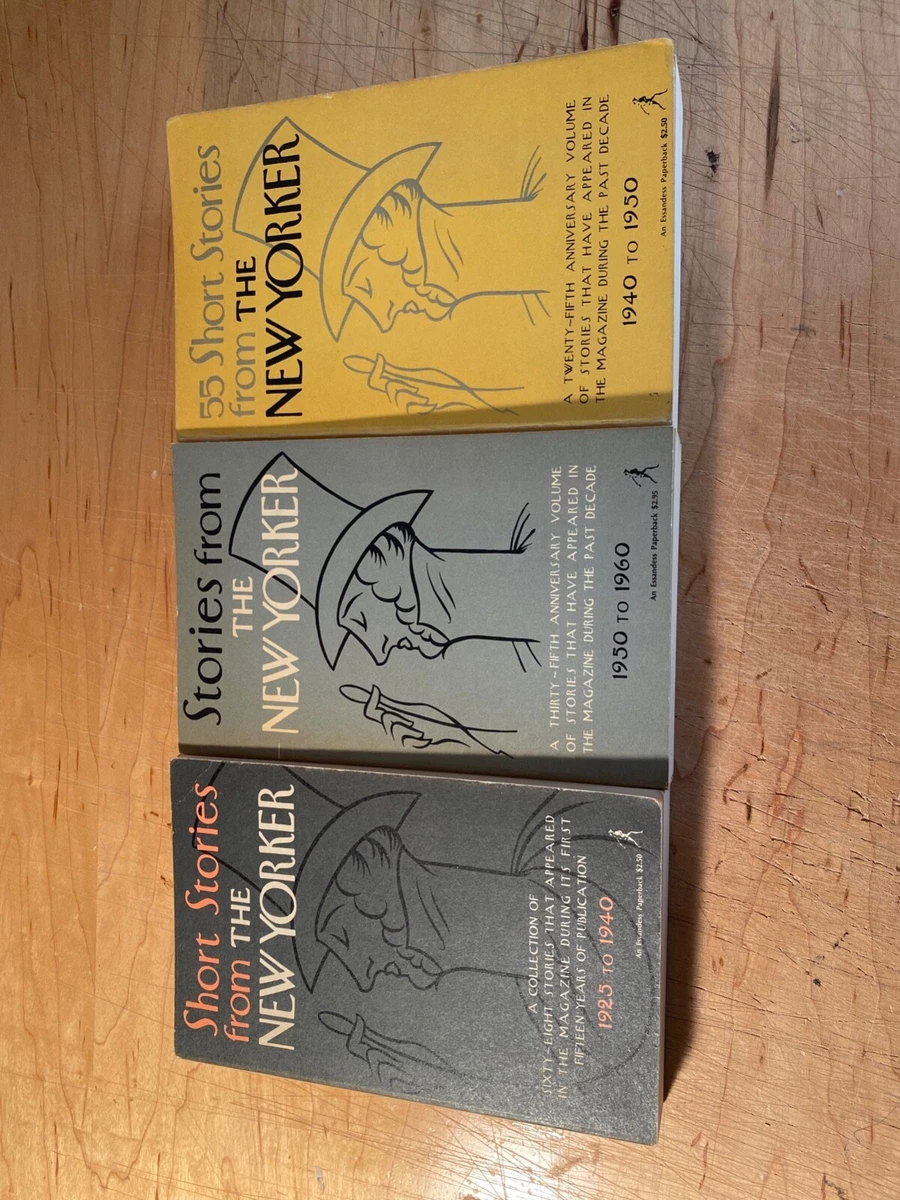 55 Short Stories
from THE
NEW YORKER
A TWENTY-FIFTH ANNIVERSARY VOLUME
OF STORIES THAT HAVE APPEARED IN
THE MAGAZINE DURING THE PAST DECADE
1940 TO 1950
An Essandess Paperback $2.50
Stories from
THE
NEW YORKER
A THIRTY-FIFTH ANNIVERSARY VOLUME
OF STORIES THAT HAVE APPEARED IN
THE MAGAZINE DURING THE PAST DECADE
1950 TO 1960
An Essandess Paperback $2.95
Short Stories
from THE
NEW YORKER
A COLLECTION OF
SIXTY-EIGHT STORIES THAT APPEARED
IN THE MAGAZINE DURING ITS FIRST
FIFTEEN YEARS OF PUBLICATION
1925 TO 1940
An Essandess Paperback $2.50